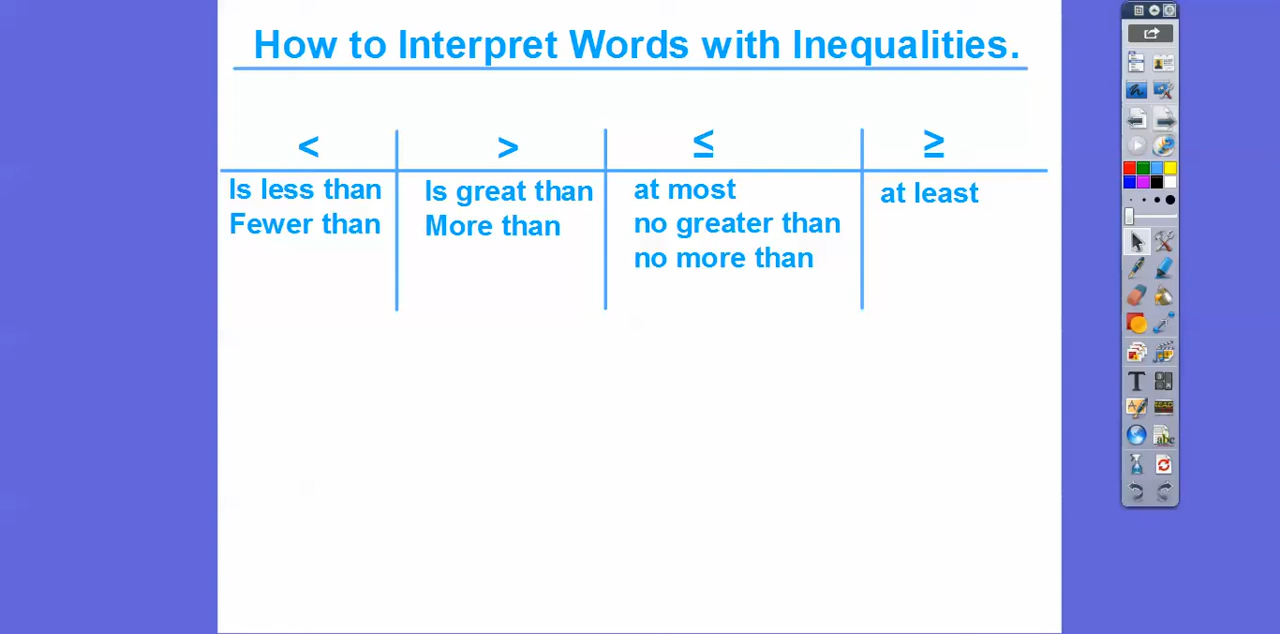 How to Interpret Words with Inequalities.
< > ≤ ≥
Is less than
Fewer than
Is great than
More than
at most
no greater than
no more than
at least